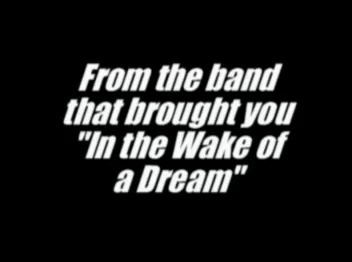 From the band
that brought you
"In the Wake of
a Dream"